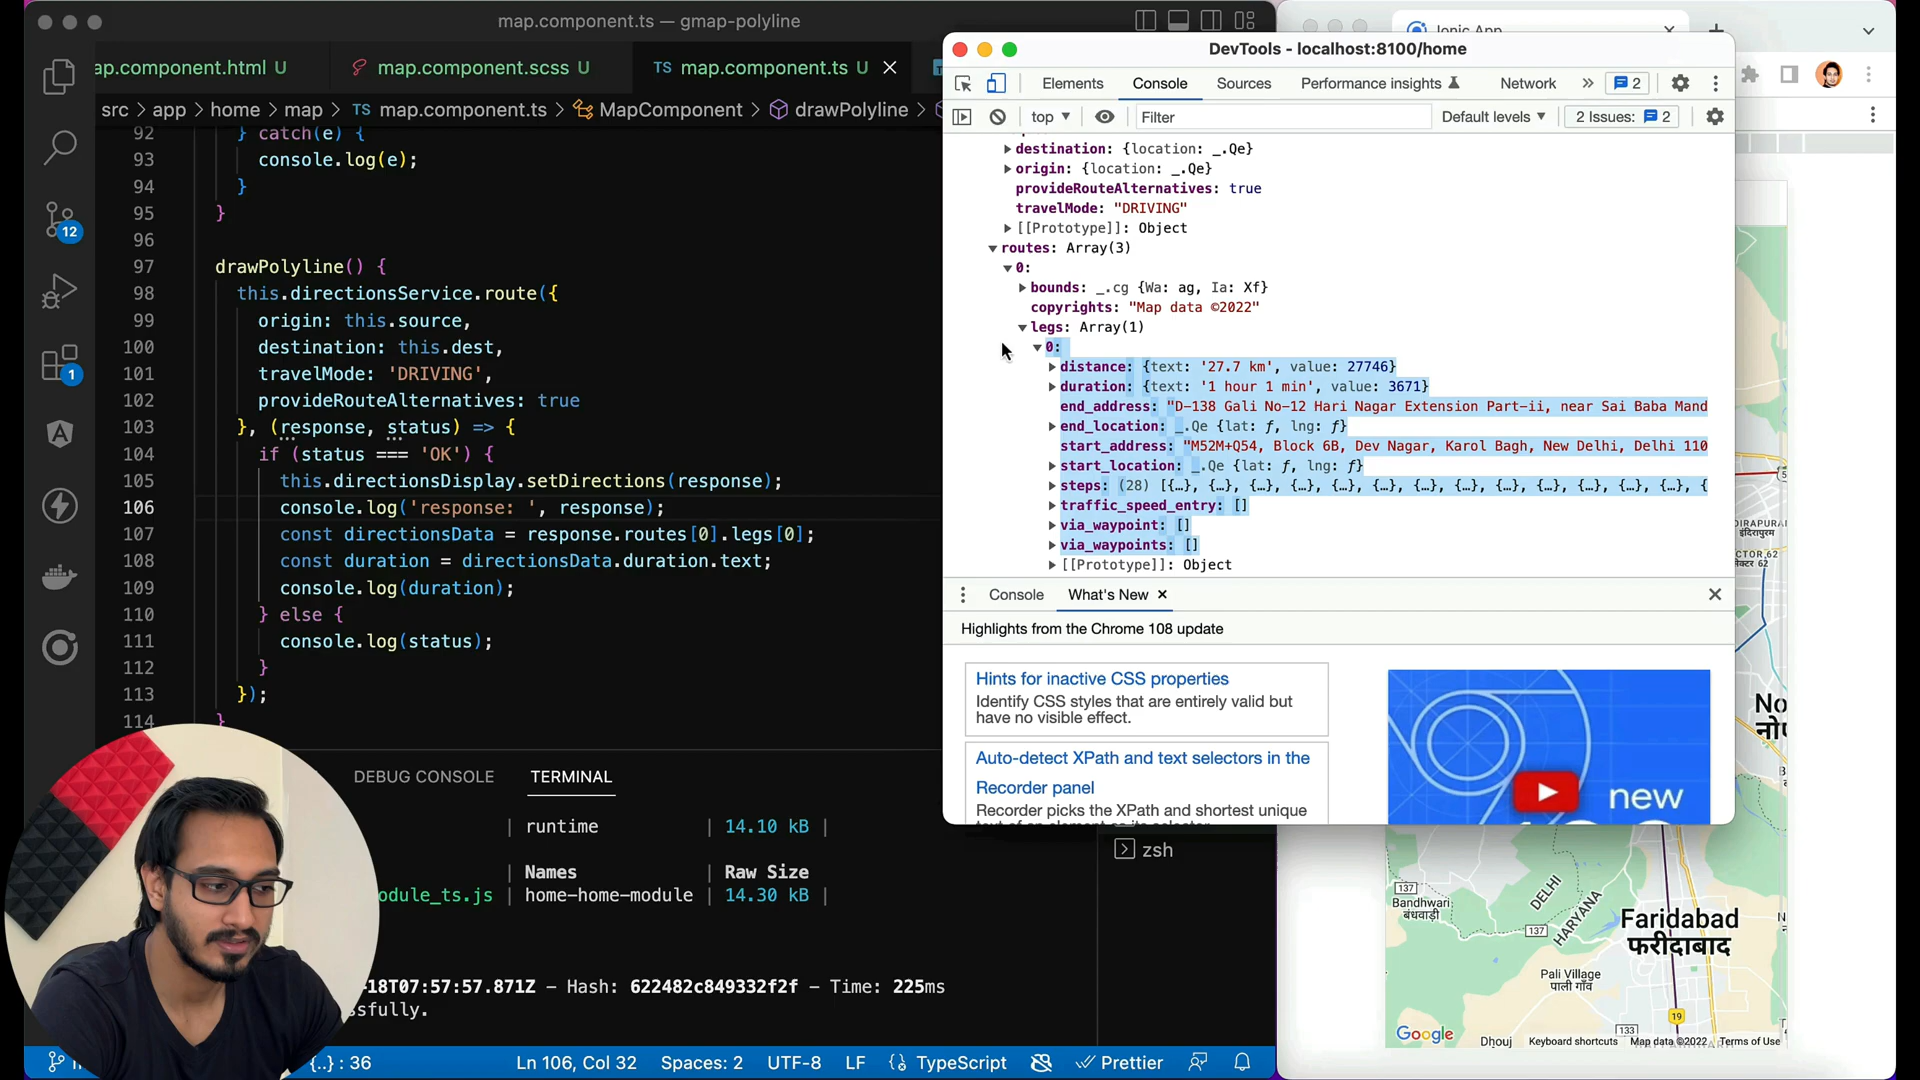 map.component.ts — gmap-polyline
Ionic App
ap.component.html U
map.component.scss U
TS map.component.ts U
src > app > home > map > TS map.component.ts > MapComponent > drawPolyline >
92 } catch(e) {
93 console.log(e);
94 }
95 }
96
97 drawPolyline() {
98 this.directionsService.route({
99 origin: this.source,
100 destination: this.dest,
101 travelMode: 'DRIVING',
102 provideRouteAlternatives: true
103 }, (response, status) => {
104 if (status === 'OK') {
105 this.directionsDisplay.setDirections(response);
106 console.log('response: ', response);
107 const directionsData = response.routes[0].legs[0];
108 const duration = directionsData.duration.text;
109 console.log(duration);
110 } else {
111 console.log(status);
112 }
113 });
114 }
12
1
DEBUG CONSOLE
TERMINAL
| runtime | 14.10 kB |
| Names | Raw Size
odule_ts.js | home-home-module | 14.30 kB |
18T07:57:57.871Z – Hash: 622482c849332f2f – Time: 225ms
ssfully.
zsh
{..} : 36
Ln 106, Col 32
Spaces: 2
UTF-8
LF
TypeScript
Prettier
DevTools - localhost:8100/home
Elements
Console
Sources
Performance insights
Network
»
2
top ▼
Filter
Default levels ▼
2 Issues: 2
destination: {location: _.Qe}
origin: {location: _.Qe}
provideRouteAlternatives: true
travelMode: "DRIVING"
[[Prototype]]: Object
routes: Array(3)
0:
bounds: _.cg {Wa: ag, Ia: Xf}
copyrights: "Map data ©2022"
legs: Array(1)
0:
distance: {text: '27.7 km', value: 27746}
duration: {text: '1 hour 1 min', value: 3671}
end_address: "D-138 Gali No-12 Hari Nagar Extension Part-ii, near Sai Baba Mand
end_location: _.Qe {lat: ƒ, lng: ƒ}
start_address: "M52M+Q54, Block 6B, Dev Nagar, Karol Bagh, New Delhi, Delhi 110
start_location: _.Qe {lat: ƒ, lng: ƒ}
steps: (28) [{…}, {…}, {…}, {…}, {…}, {…}, {…}, {…}, {…}, {…}, {…}, {…}, {…}, {
traffic_speed_entry: []
via_waypoint: []
via_waypoints: []
[[Prototype]]: Object
Console
What's New
Highlights from the Chrome 108 update
Hints for inactive CSS properties
Identify CSS styles that are entirely valid but
have no visible effect.
Auto-detect XPath and text selectors in the
Recorder panel
Recorder picks the XPath and shortest unique
new
DIRAPURA
इंदिरापुरम
CTOR 62
सेक्टर 62
No
नोए
137
Bandhwari
बंधवाड़ी
DELHI
HARYANA
137
Faridabad
फरीदाबाद
Pali Village
पाली गाँव
19
133
Google
Dhouj
Keyboard shortcuts
Map data ©2022
Terms of Use